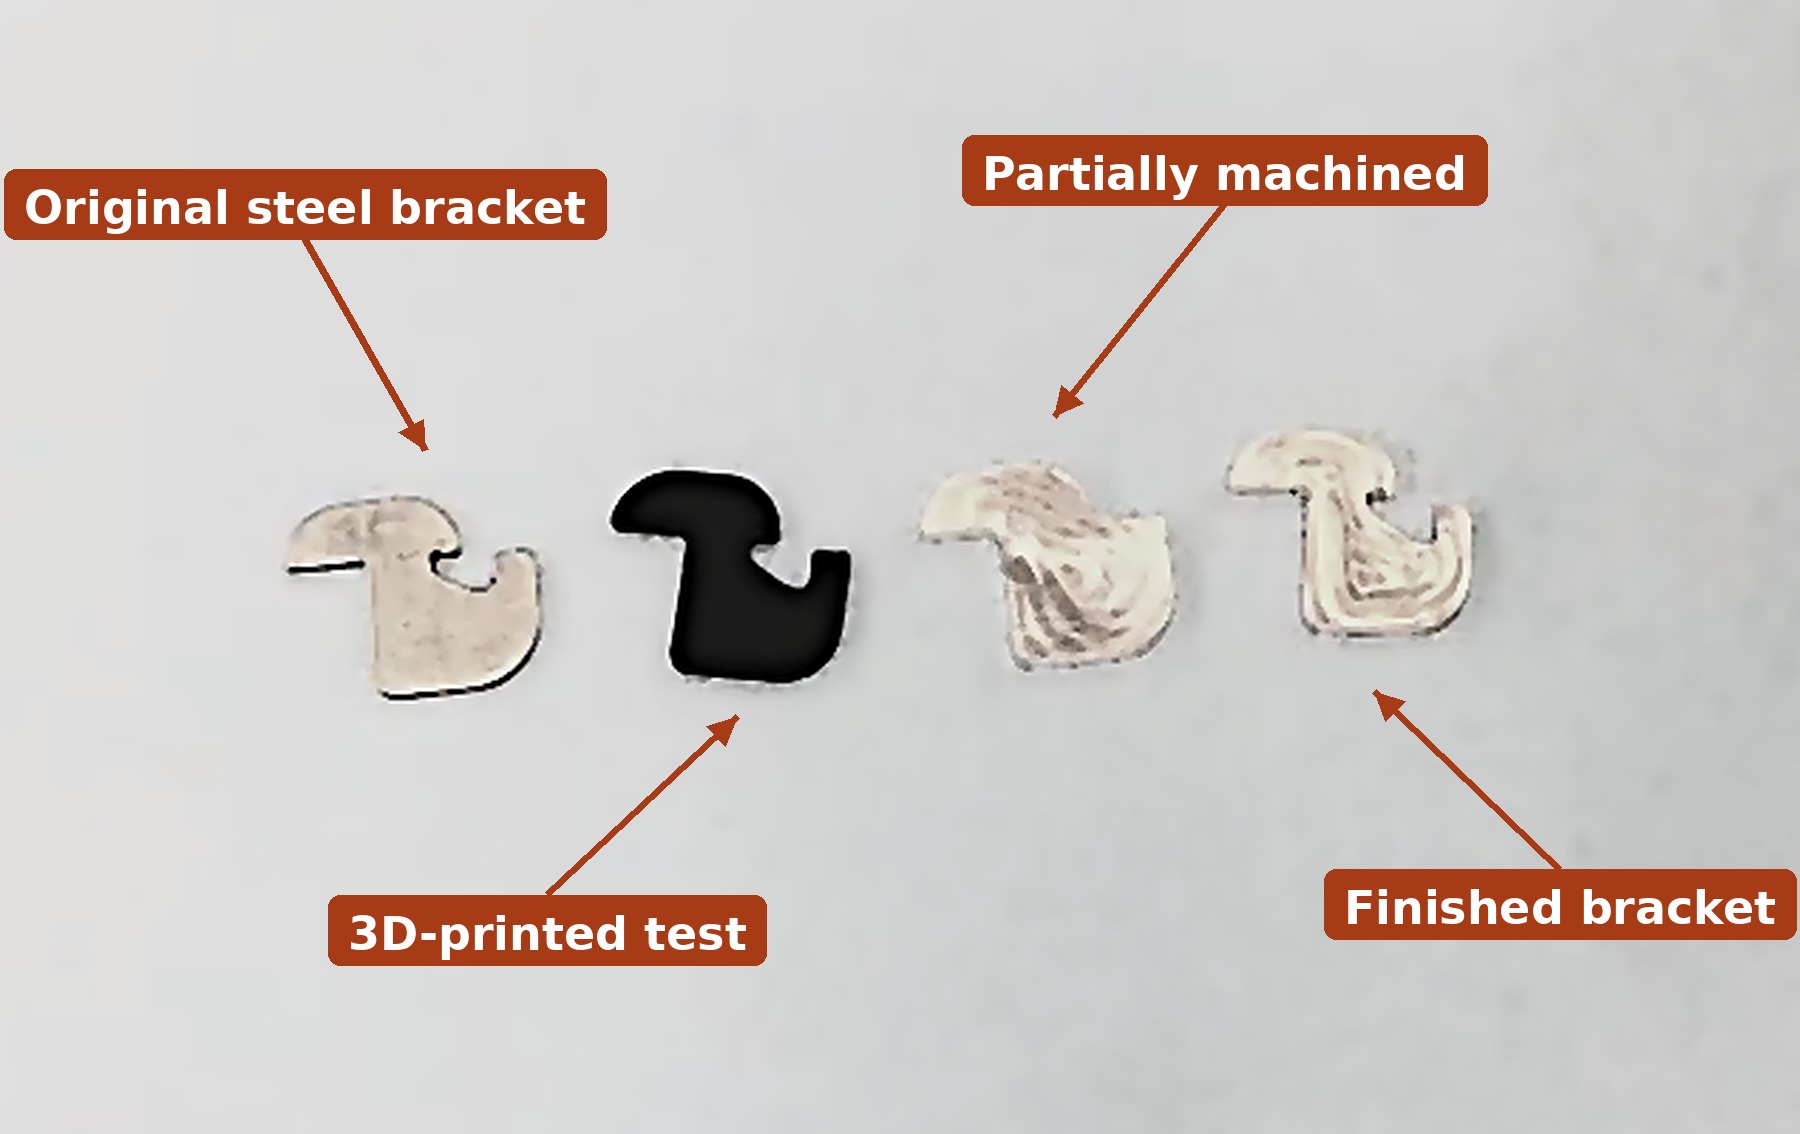 Original steel bracket
Partially machined
3D-printed test
Finished bracket